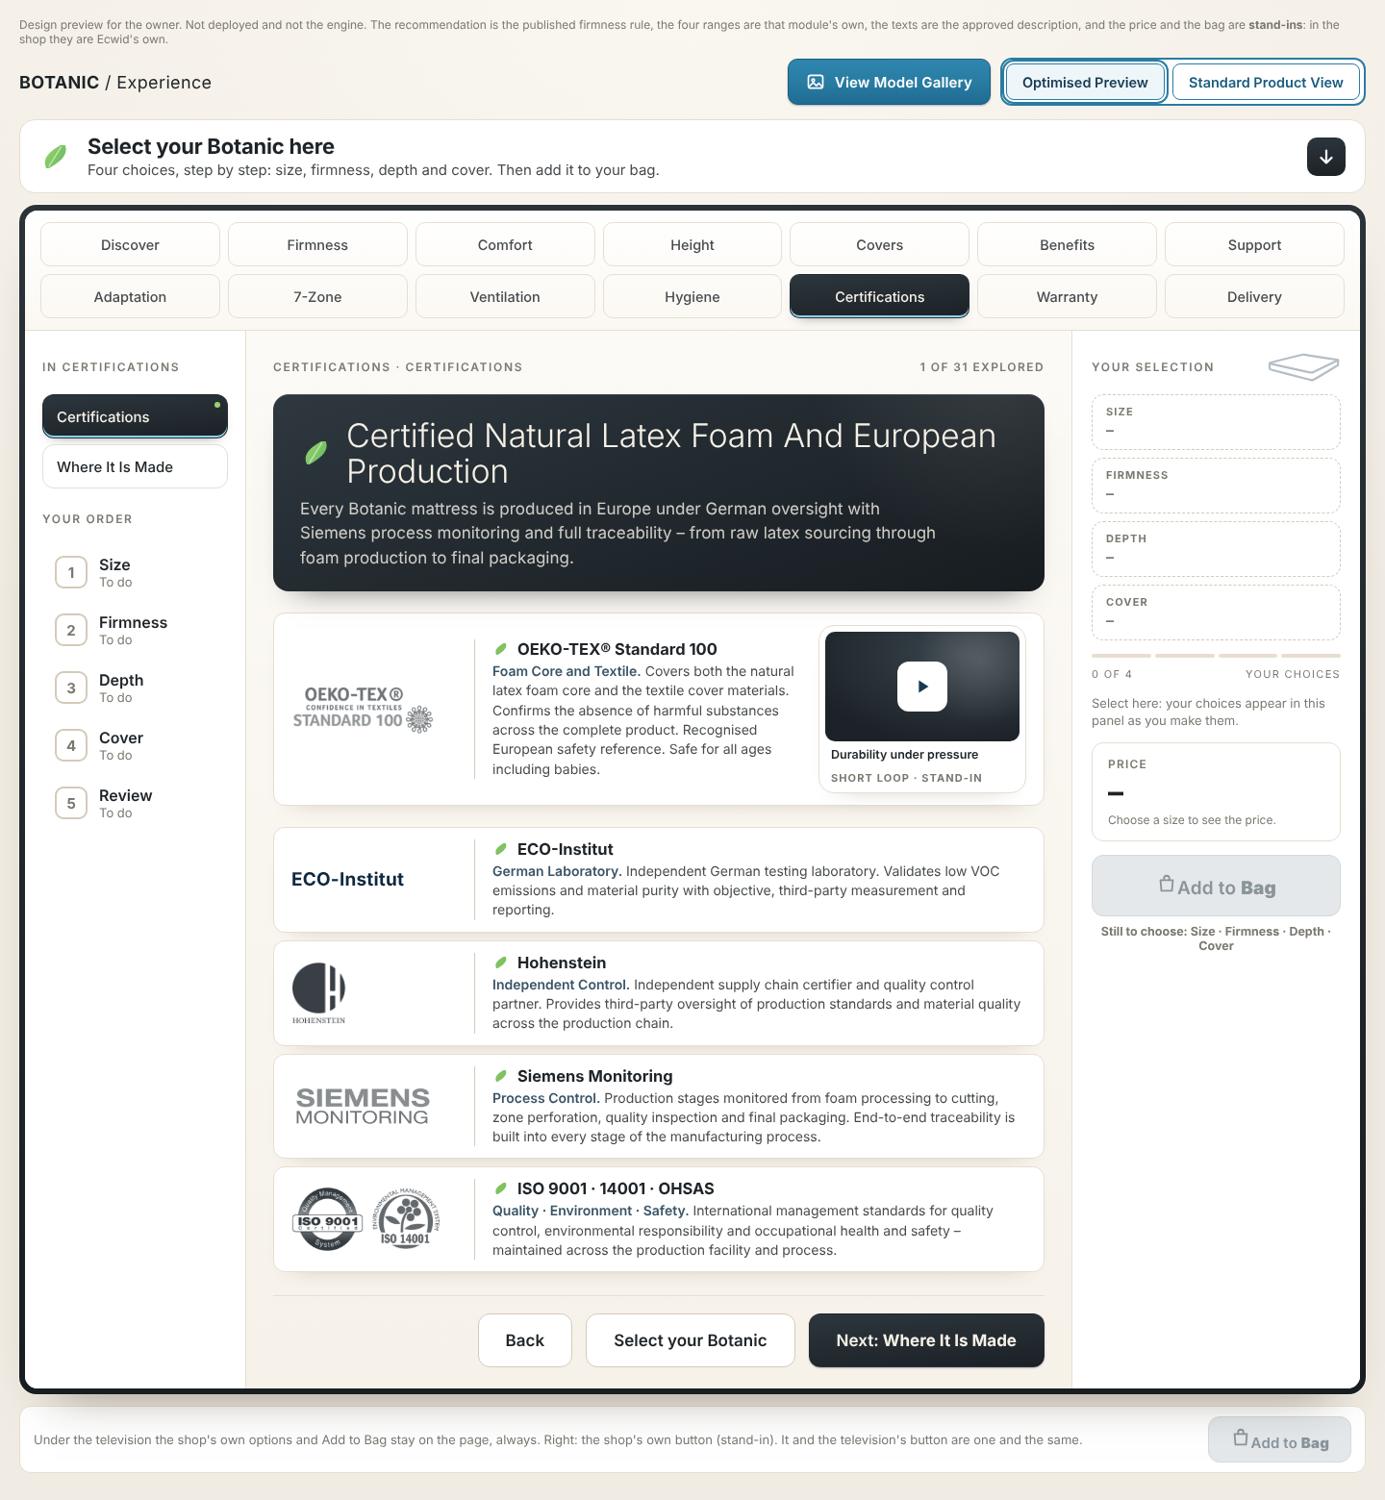 Design preview for the owner. Not deployed and not the engine. The recommendation is the published firmness rule, the four ranges are that module's own, the texts are the approved description, and the price and the bag are stand-ins: in the
shop they are Ecwid's own.
BOTANIC / Experience
View Model Gallery
Optimised Preview
Standard Product View
Select your Botanic here
Four choices, step by step: size, firmness, depth and cover. Then add it to your bag.
Discover
Firmness
Comfort
Height
Covers
Benefits
Support
Adaptation
7-Zone
Ventilation
Hygiene
Certifications
Warranty
Delivery
IN CERTIFICATIONS
Certifications
Where It Is Made
YOUR ORDER
1 Size
To do
2 Firmness
To do
3 Depth
To do
4 Cover
To do
5 Review
To do
CERTIFICATIONS · CERTIFICATIONS
1 OF 31 EXPLORED
Certified Natural Latex Foam And European
Production
Every Botanic mattress is produced in Europe under German oversight with
Siemens process monitoring and full traceability – from raw latex sourcing through
foam production to final packaging.
OEKO-TEX®
CONFIDENCE IN TEXTILES
STANDARD 100
OEKO-TEX® Standard 100
Foam Core and Textile. Covers both the natural
latex foam core and the textile cover materials.
Confirms the absence of harmful substances
across the complete product. Recognised
European safety reference. Safe for all ages
including babies.
Durability under pressure
SHORT LOOP · STAND-IN
ECO-Institut
ECO-Institut
German Laboratory. Independent German testing laboratory. Validates low VOC
emissions and material purity with objective, third-party measurement and
reporting.
HOHENSTEIN
Hohenstein
Independent Control. Independent supply chain certifier and quality control
partner. Provides third-party oversight of production standards and material quality
across the production chain.
SIEMENS
MONITORING
Siemens Monitoring
Process Control. Production stages monitored from foam processing to cutting,
zone perforation, quality inspection and final packaging. End-to-end traceability is
built into every stage of the manufacturing process.
Quality Management
ISO 9001
Certified
System
ENVIRONMENTAL MANAGEMENT SYSTEM
ISO 14001
ISO 9001 · 14001 · OHSAS
Quality · Environment · Safety. International management standards for quality
control, environmental responsibility and occupational health and safety –
maintained across the production facility and process.
Back
Select your Botanic
Next: Where It Is Made
YOUR SELECTION
SIZE
–
FIRMNESS
–
DEPTH
–
COVER
–
0 OF 4
YOUR CHOICES
Select here: your choices appear in this
panel as you make them.
PRICE
–
Choose a size to see the price.
Add to Bag
Still to choose: Size · Firmness · Depth ·
Cover
Under the television the shop's own options and Add to Bag stay on the page, always. Right: the shop's own button (stand-in). It and the television's button are one and the same.
Add to Bag